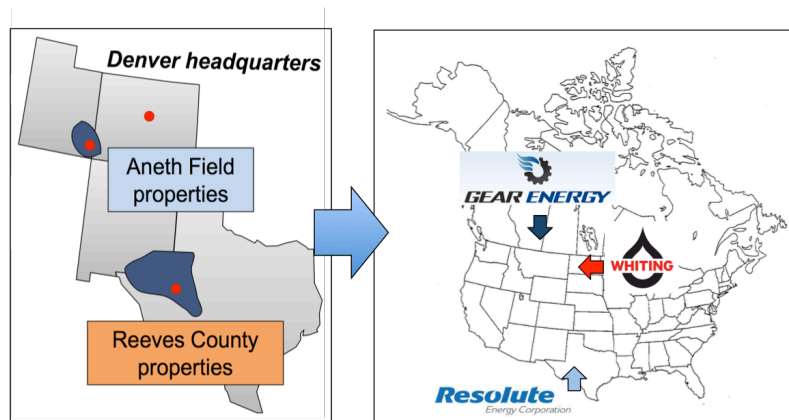 Denver headquarters
Aneth Field
properties
Reeves County
properties
GEAR ENERGY
WHITING
Resolute
Energy Corporation